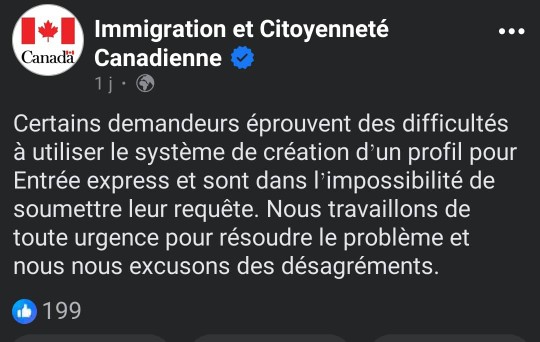 Canada
Immigration et Citoyenneté
Canadienne
1 j ·
Certains demandeurs éprouvent des difficultés
à utiliser le système de création d'un profil pour
Entrée express et sont dans l'impossibilité de
soumettre leur requête. Nous travaillons de
toute urgence pour résoudre le problème et
nous nous excusons des désagréments.
199